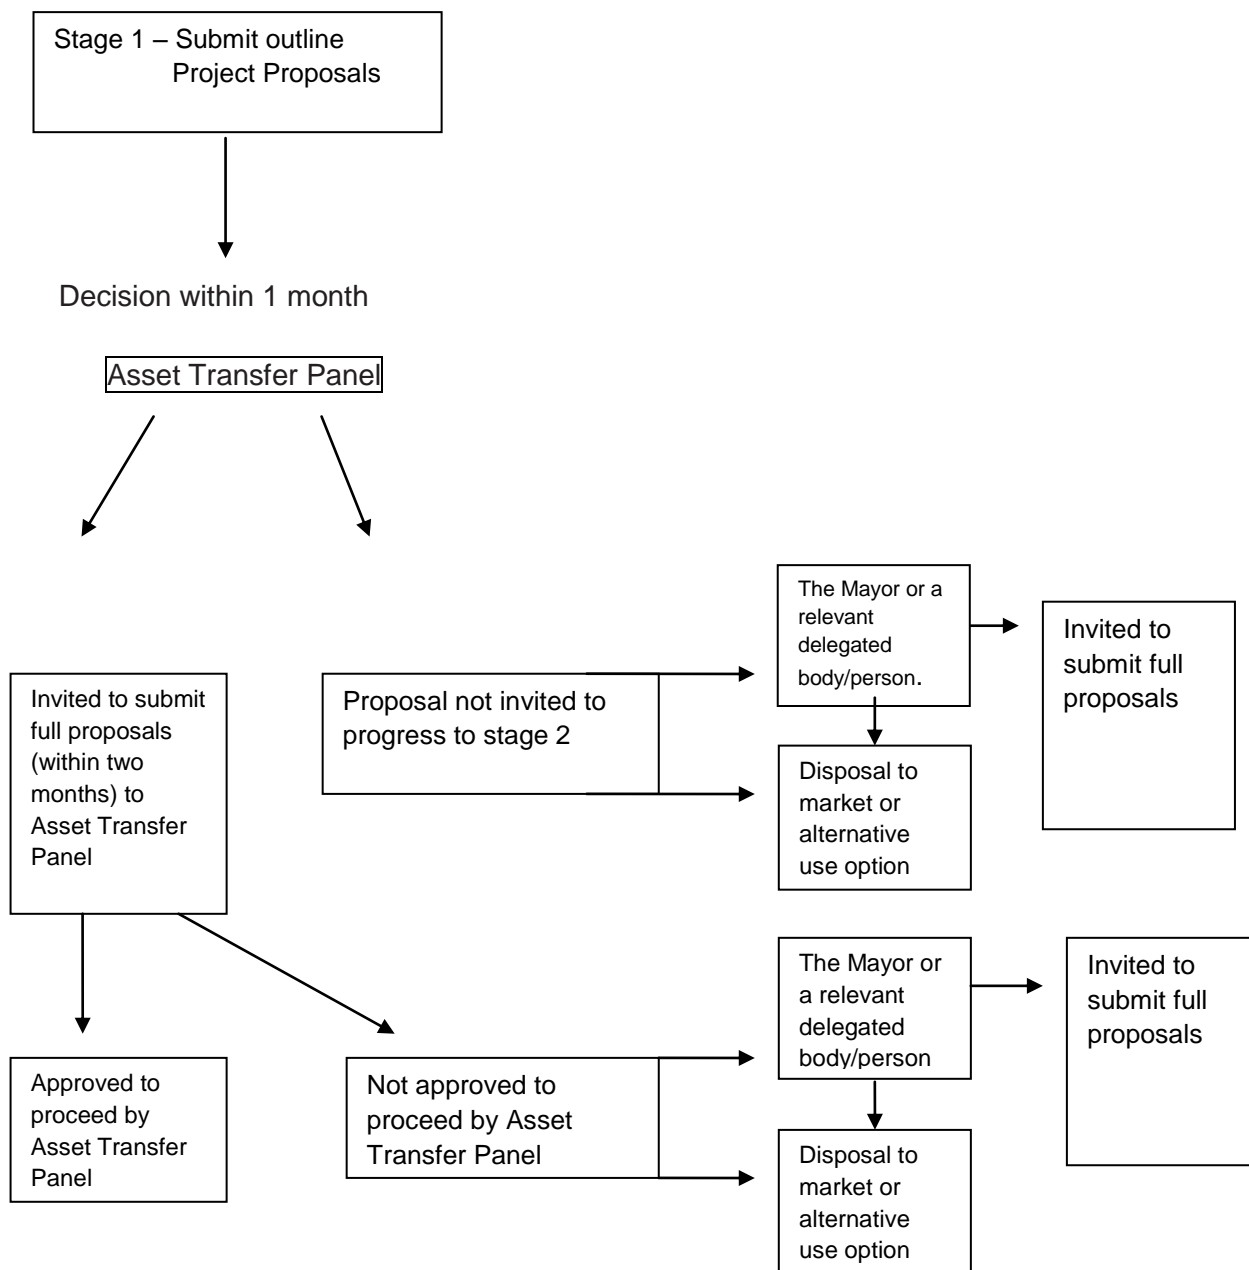 Stage 1 – Submit outline
Project Proposals
Decision within 1 month
Asset Transfer Panel
The Mayor or a
relevant
delegated
body/person.
Invited to
submit full
proposals
Invited to submit
full proposals
(within two
months) to
Asset Transfer
Panel
Proposal not invited to
progress to stage 2
Disposal to
market or
alternative
use option
The Mayor or
a relevant
delegated
body/person
Invited to
submit full
proposals
Approved to
proceed by
Asset Transfer
Panel
Not approved to
proceed by Asset
Transfer Panel
Disposal to
market or
alternative
use option